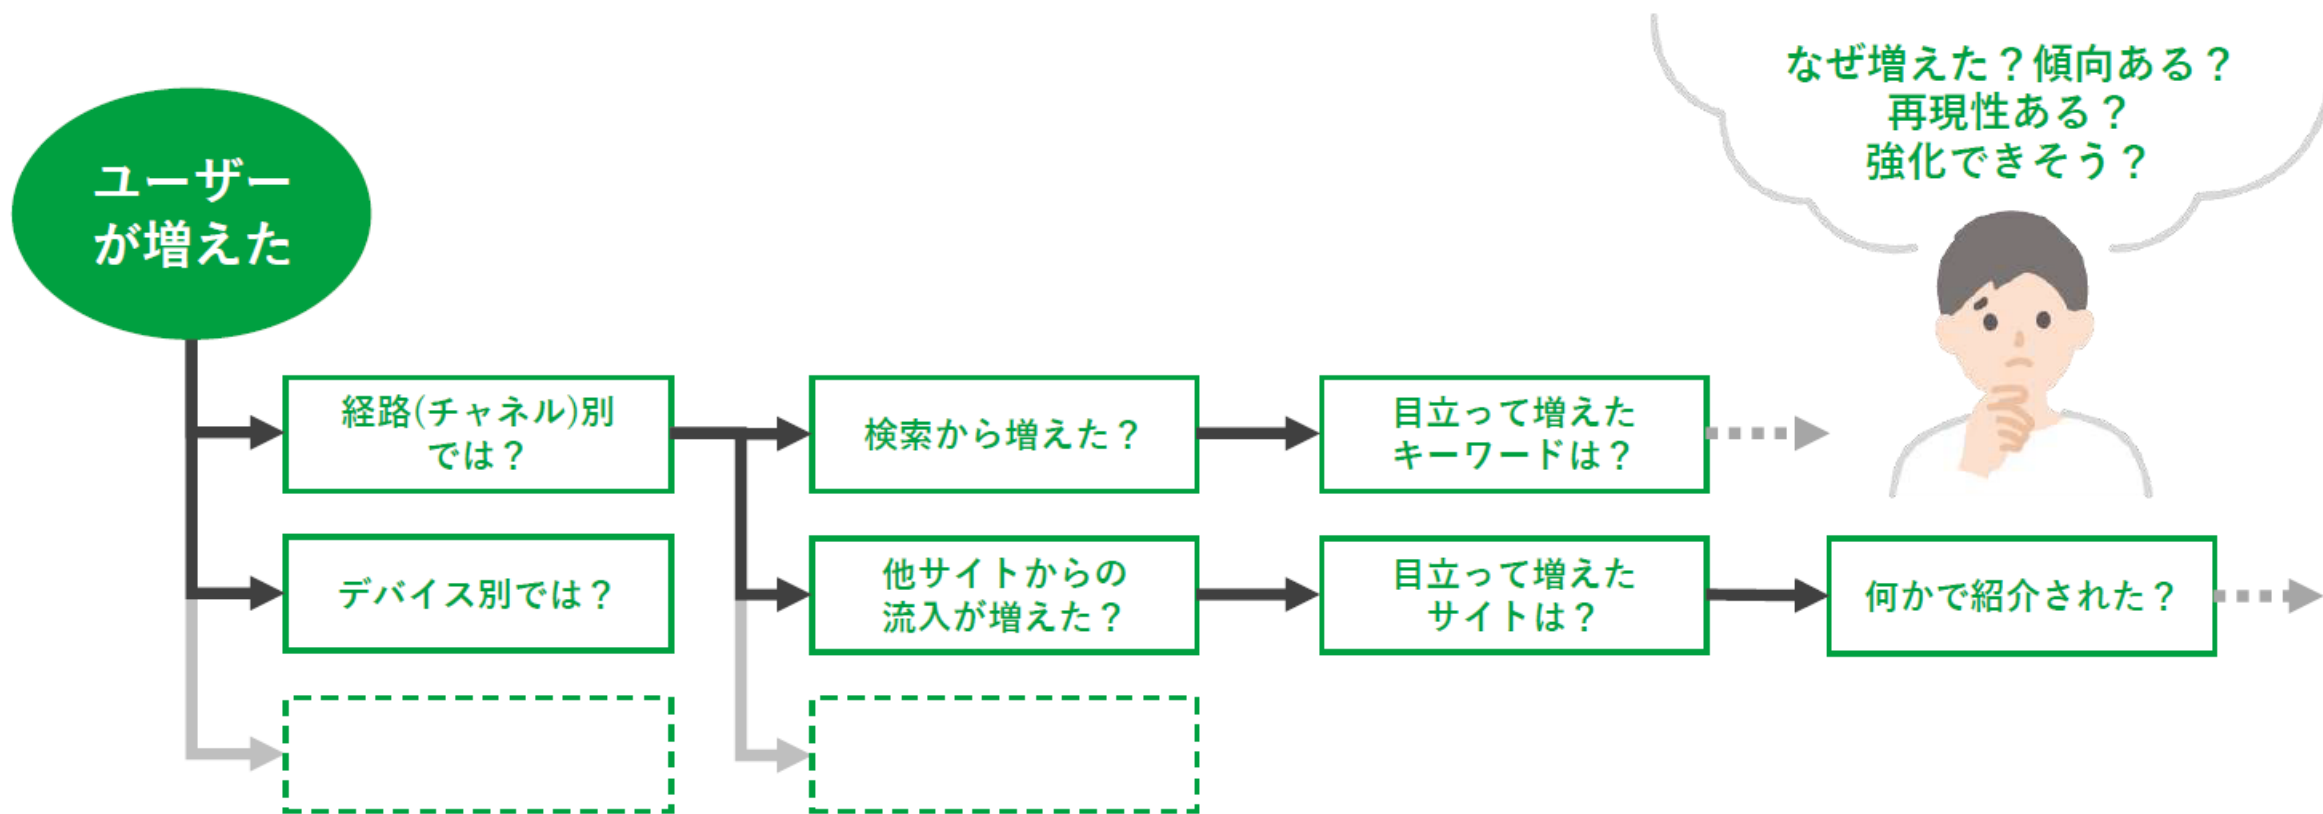 なぜ増えた？傾向ある？
再現性ある？
強化できそう？
ユーザー
が増えた
経路(チャネル)別
では？
検索から増えた？
目立って増えた
キーワードは？
デバイス別では？
他サイトからの
流入が増えた？
目立って増えた
サイトは？
何かで紹介された？